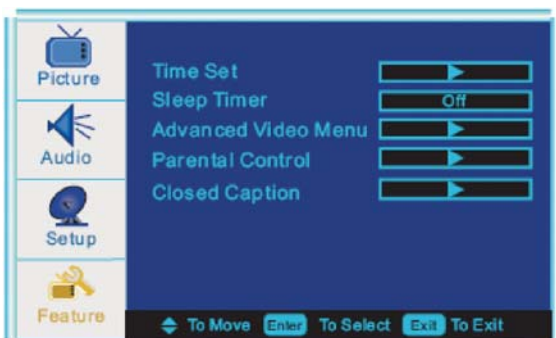 Picture
Audio
Setup
Feature
Time Set
Sleep Timer Off
Advanced Video Menu
Parental Control
Closed Caption
To Move Enter To Select Exit To Exit